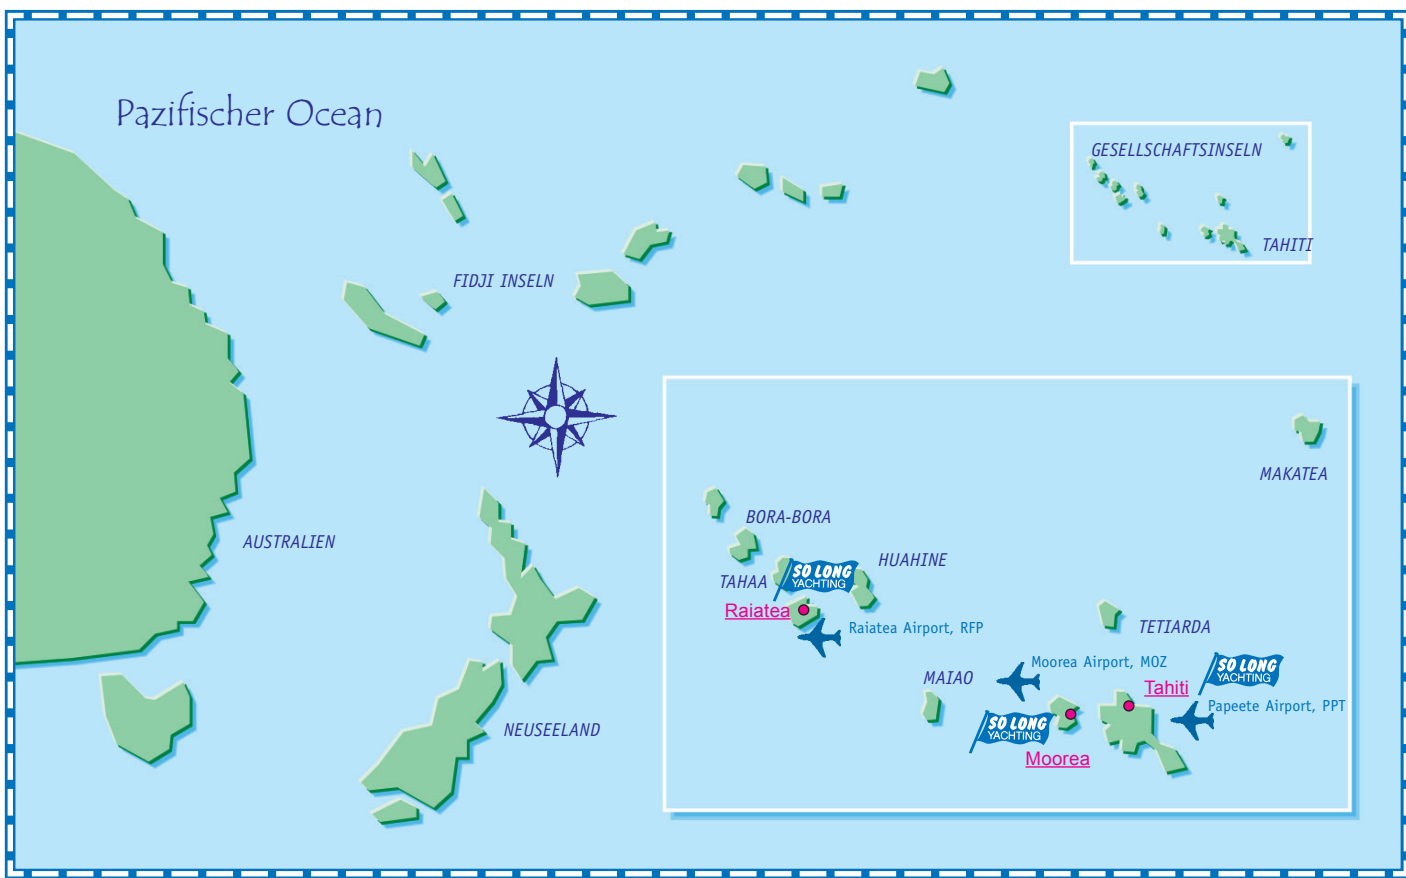 Pazifischer Ocean
GESELLSCHAFTSINSELN
TAHITI
FIDJI INSELN
MAKATEA
BORA-BORA
AUSTRALIEN
HUAHINE
TAHAA
SO LONG
YACHTING
Raiatea
Raiatea Airport, RFP
TETIARDA
Moorea Airport, MOZ
SO LONG
YACHTING
MAIAO
Tahiti
Papeete Airport, PPT
SO LONG
YACHTING
NEUSEELAND
Moorea